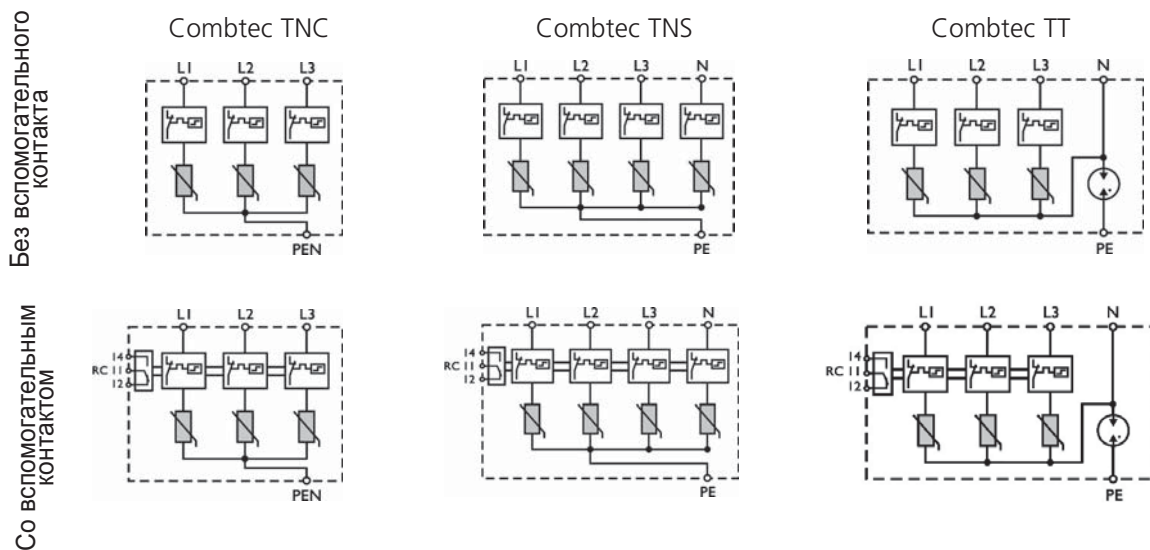 Combtec TNC
Combtec TNS
Combtec TT
Без вспомогательного
контакта
L1 L2 L3
PEN
L1 L2 L3 N
PE
L1 L2 L3 N
PE
Со вспомогательным
контактом
L1 L2 L3
14
RC 11
12
PEN
L1 L2 L3 N
14
RC 11
12
PE
L1 L2 L3 N
14
RC 11
12
PE